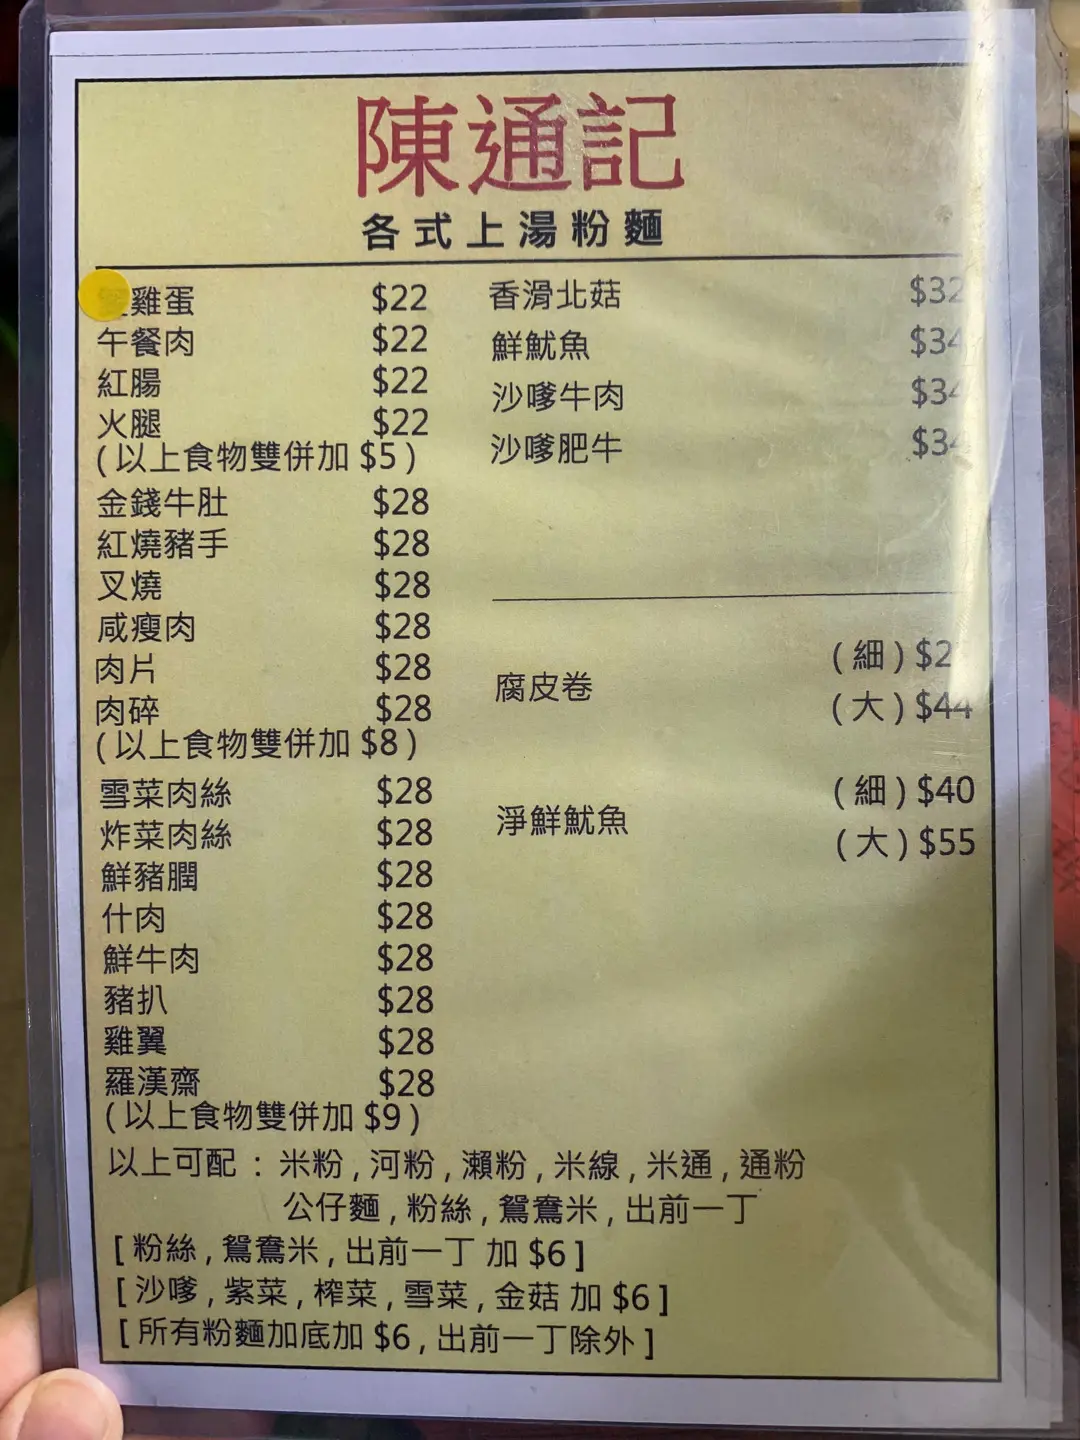 陳通記
各式上湯粉麵
雞蛋 $22
午餐肉 $22
紅腸 $22
火腿 $22
(以上食物雙併加 $5)
金錢牛肚 $28
紅燒豬手 $28
叉燒 $28
咸瘦肉 $28
肉片 $28
肉碎 $28
(以上食物雙併加 $8)
雪菜肉絲 $28
炸菜肉絲 $28
鮮豬膶 $28
什肉 $28
鮮牛肉 $28
豬扒 $28
雞翼 $28
羅漢齋 $28
(以上食物雙併加 $9)
香滑北菇 $32
鮮魷魚 $34
沙嗲牛肉 $34
沙嗲肥牛 $34
腐皮卷
(細)
(大) $44
淨鮮魷魚
(細) $40
(大) $55
以上可配 : 米粉 , 河粉 , 瀨粉 , 米線 , 米通 , 通粉
公仔麵 , 粉絲 , 鴛鴦米 , 出前一丁
[ 粉絲 , 鴛鴦米 , 出前一丁 加 $6 ]
[ 沙嗲 , 紫菜 , 榨菜 , 雪菜 , 金菇 加 $6 ]
[ 所有粉麵加底加 $6 , 出前一丁除外 ]